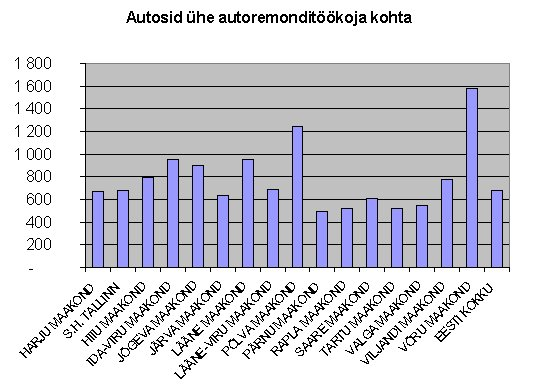 Autosid ühe autoremonditöökoja kohta
1 800
1 600
1 400
1 200
1 000
800
600
400
200
-
HARJU MAAKOND
S.H. TALLINN
HIIU MAAKOND
IDA-VIRU MAAKOND
JÕGEVA MAAKOND
JÄRVA MAAKOND
LÄÄNE MAAKOND
LÄÄNE-VIRU MAAKOND
PÕLVA MAAKOND
PÄRNU MAAKOND
RAPLA MAAKOND
SAARE MAAKOND
TARTU MAAKOND
VALGA MAAKOND
VILJANDI MAAKOND
VÕRU MAAKOND
EESTI KOKKU